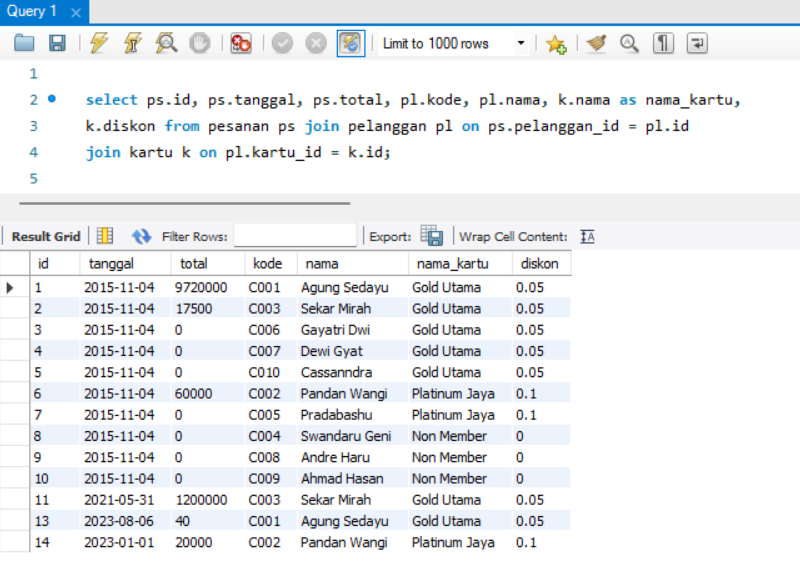 Query 1
Limit to 1000 rows
1
2 select ps.id, ps.tanggal, ps.total, pl.kode, pl.nama, k.nama as nama_kartu,
3 k.diskon from pesanan ps join pelanggan pl on ps.pelanggan_id = pl.id
4 join kartu k on pl.kartu_id = k.id;
5
Result Grid Filter Rows: Export: Wrap Cell Content:
id tanggal total kode nama nama_kartu diskon
1 2015-11-04 9720000 C001 Agung Sedayu Gold Utama 0.05
2 2015-11-04 17500 C003 Sekar Mirah Gold Utama 0.05
3 2015-11-04 0 C006 Gayatri Dwi Gold Utama 0.05
4 2015-11-04 0 C007 Dewi Gyat Gold Utama 0.05
5 2015-11-04 0 C010 Cassanndra Gold Utama 0.05
6 2015-11-04 60000 C002 Pandan Wangi Platinum Jaya 0.1
7 2015-11-04 0 C005 Pradabashu Platinum Jaya 0.1
8 2015-11-04 0 C004 Swandaru Geni Non Member 0
9 2015-11-04 0 C008 Andre Haru Non Member 0
10 2015-11-04 0 C009 Ahmad Hasan Non Member 0
11 2021-05-31 1200000 C003 Sekar Mirah Gold Utama 0.05
13 2023-08-06 40 C001 Agung Sedayu Gold Utama 0.05
14 2023-01-01 20000 C002 Pandan Wangi Platinum Jaya 0.1